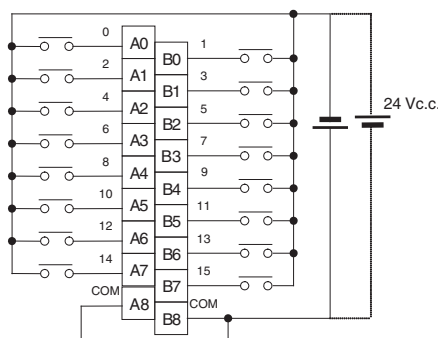 0 A0
B0 1
2 A1
B1 3
4 A2
B2 5
6 A3
B3 7
8 A4
B4 9
10 A5
B5 11
12 A6
B6 13
14 A7
B7 15
COM A8
B8 COM
24 Vc.c.